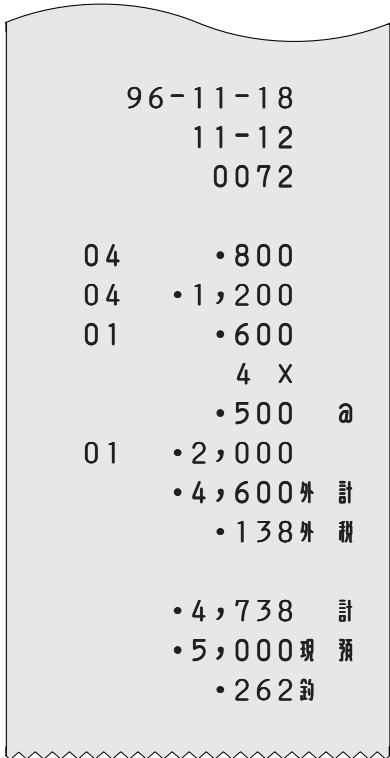 96-11-18
11-12
0072
04 ・800
04 ・1,200
01 ・600
4 X
・500 @
01 ・2,000
・4,600外 計
・138外 税
・4,738 計
・5,000現 預
・262釣